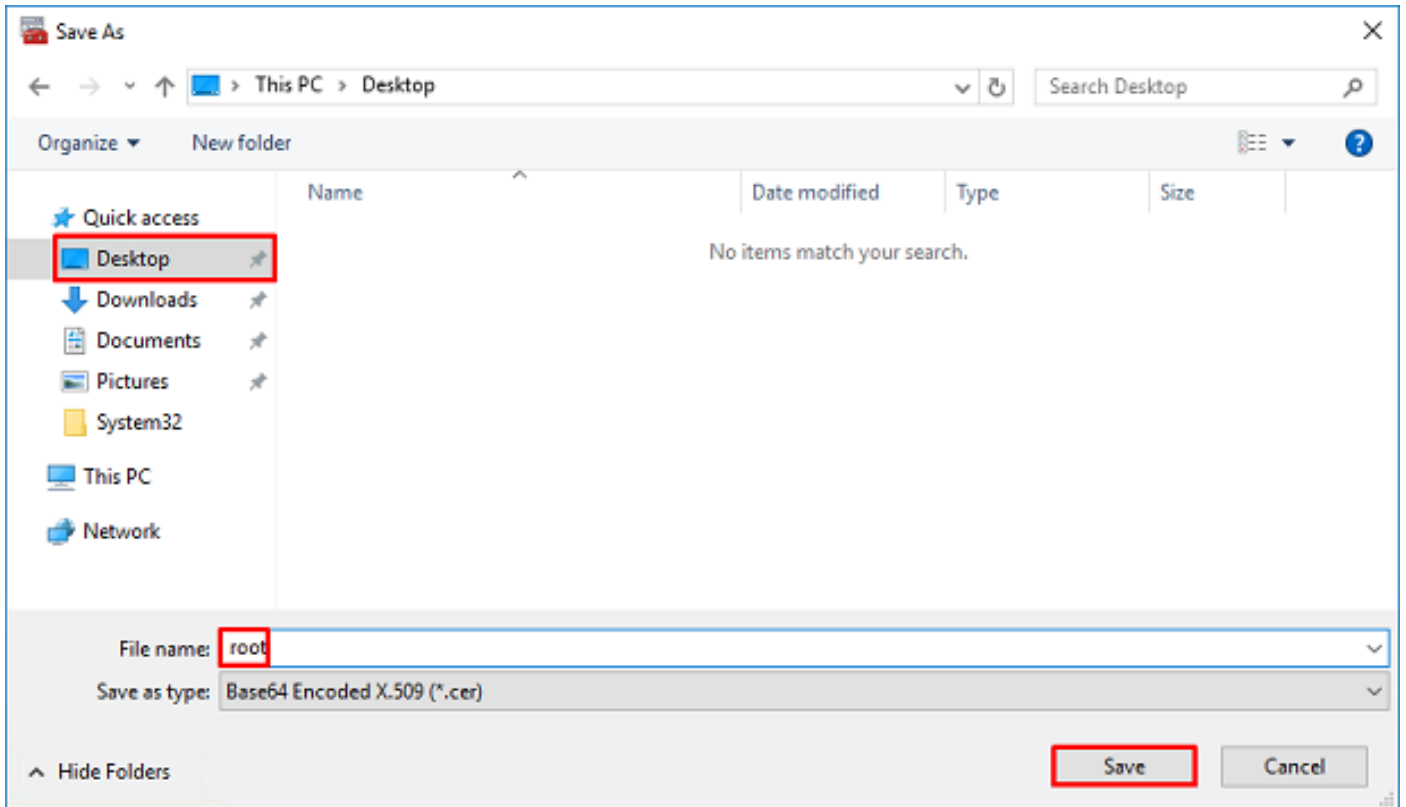 Save As
This PC > Desktop
Search Desktop
Organize
New folder
Name
Date modified
Type
Size
No items match your search.
Quick access
Desktop
Downloads
Documents
Pictures
System32
This PC
Network
File name: root
Save as type: Base64 Encoded X.509 (*.cer)
Hide Folders
Save
Cancel